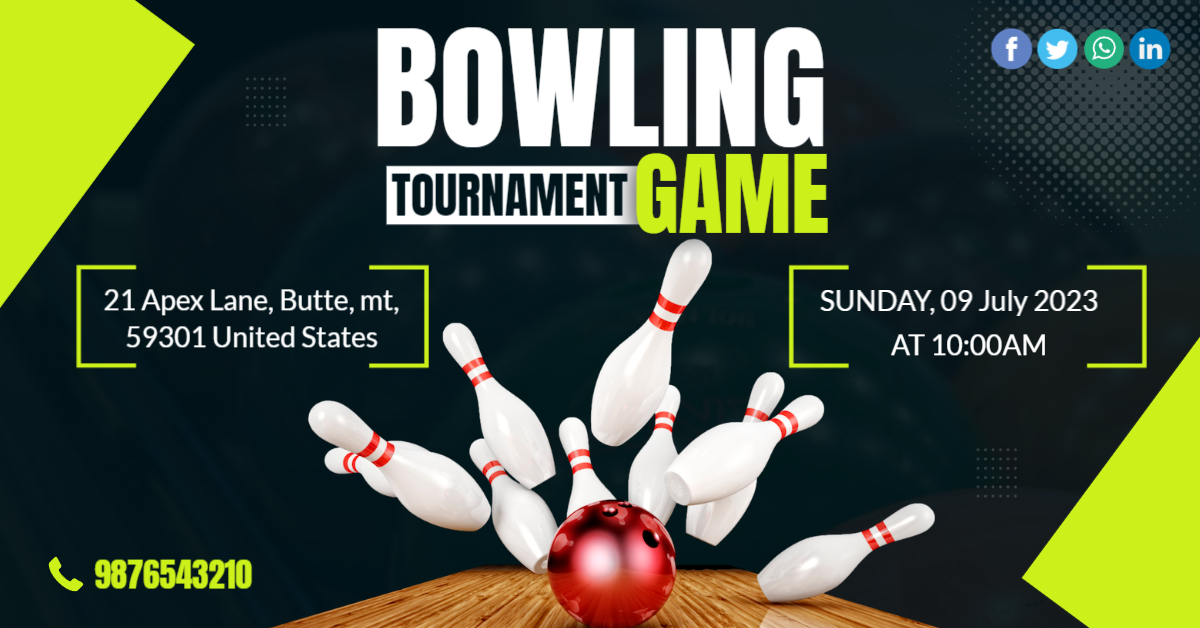 BOWLING
TOURNAMENT GAME
21 Apex Lane, Butte, mt,
59301 United States
SUNDAY, 09 July 2023
AT 10:00AM
9876543210